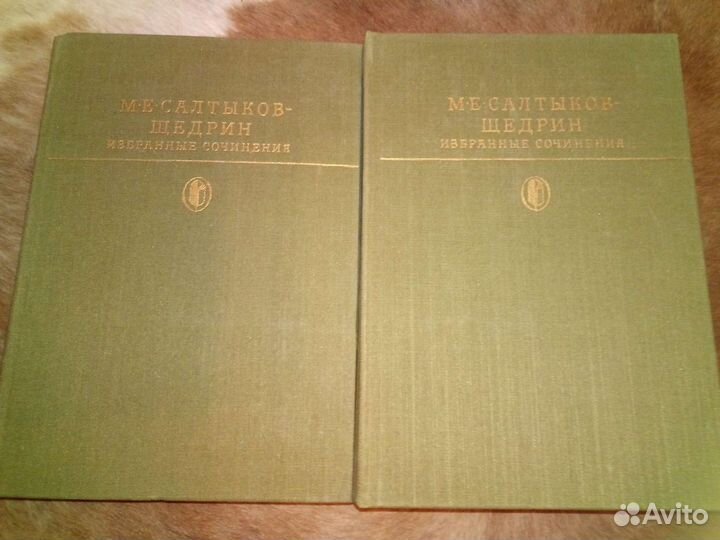 М·Е·САЛТЫКОВ-
ЩЕДРИН
ИЗБРАННЫЕ СОЧИНЕНИЯ
М·Е·САЛТЫКОВ-
ЩЕДРИН
ИЗБРАННЫЕ СОЧИНЕНИЯ
Avito